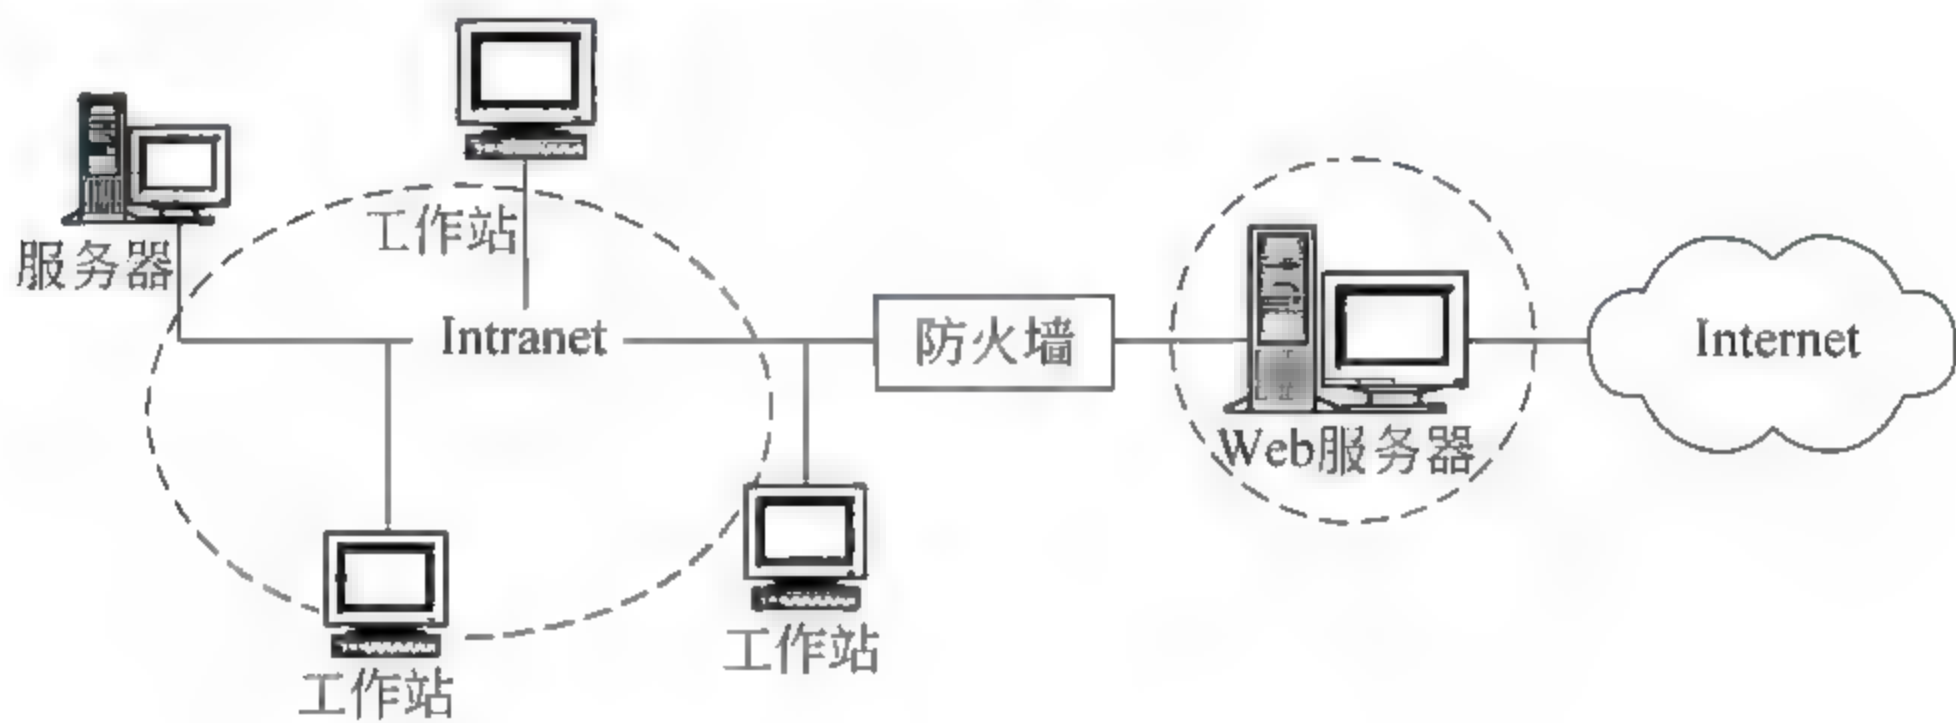 工作站
服务器
Intranet
防火墙
Internet
Web服务器
工作站
工作站